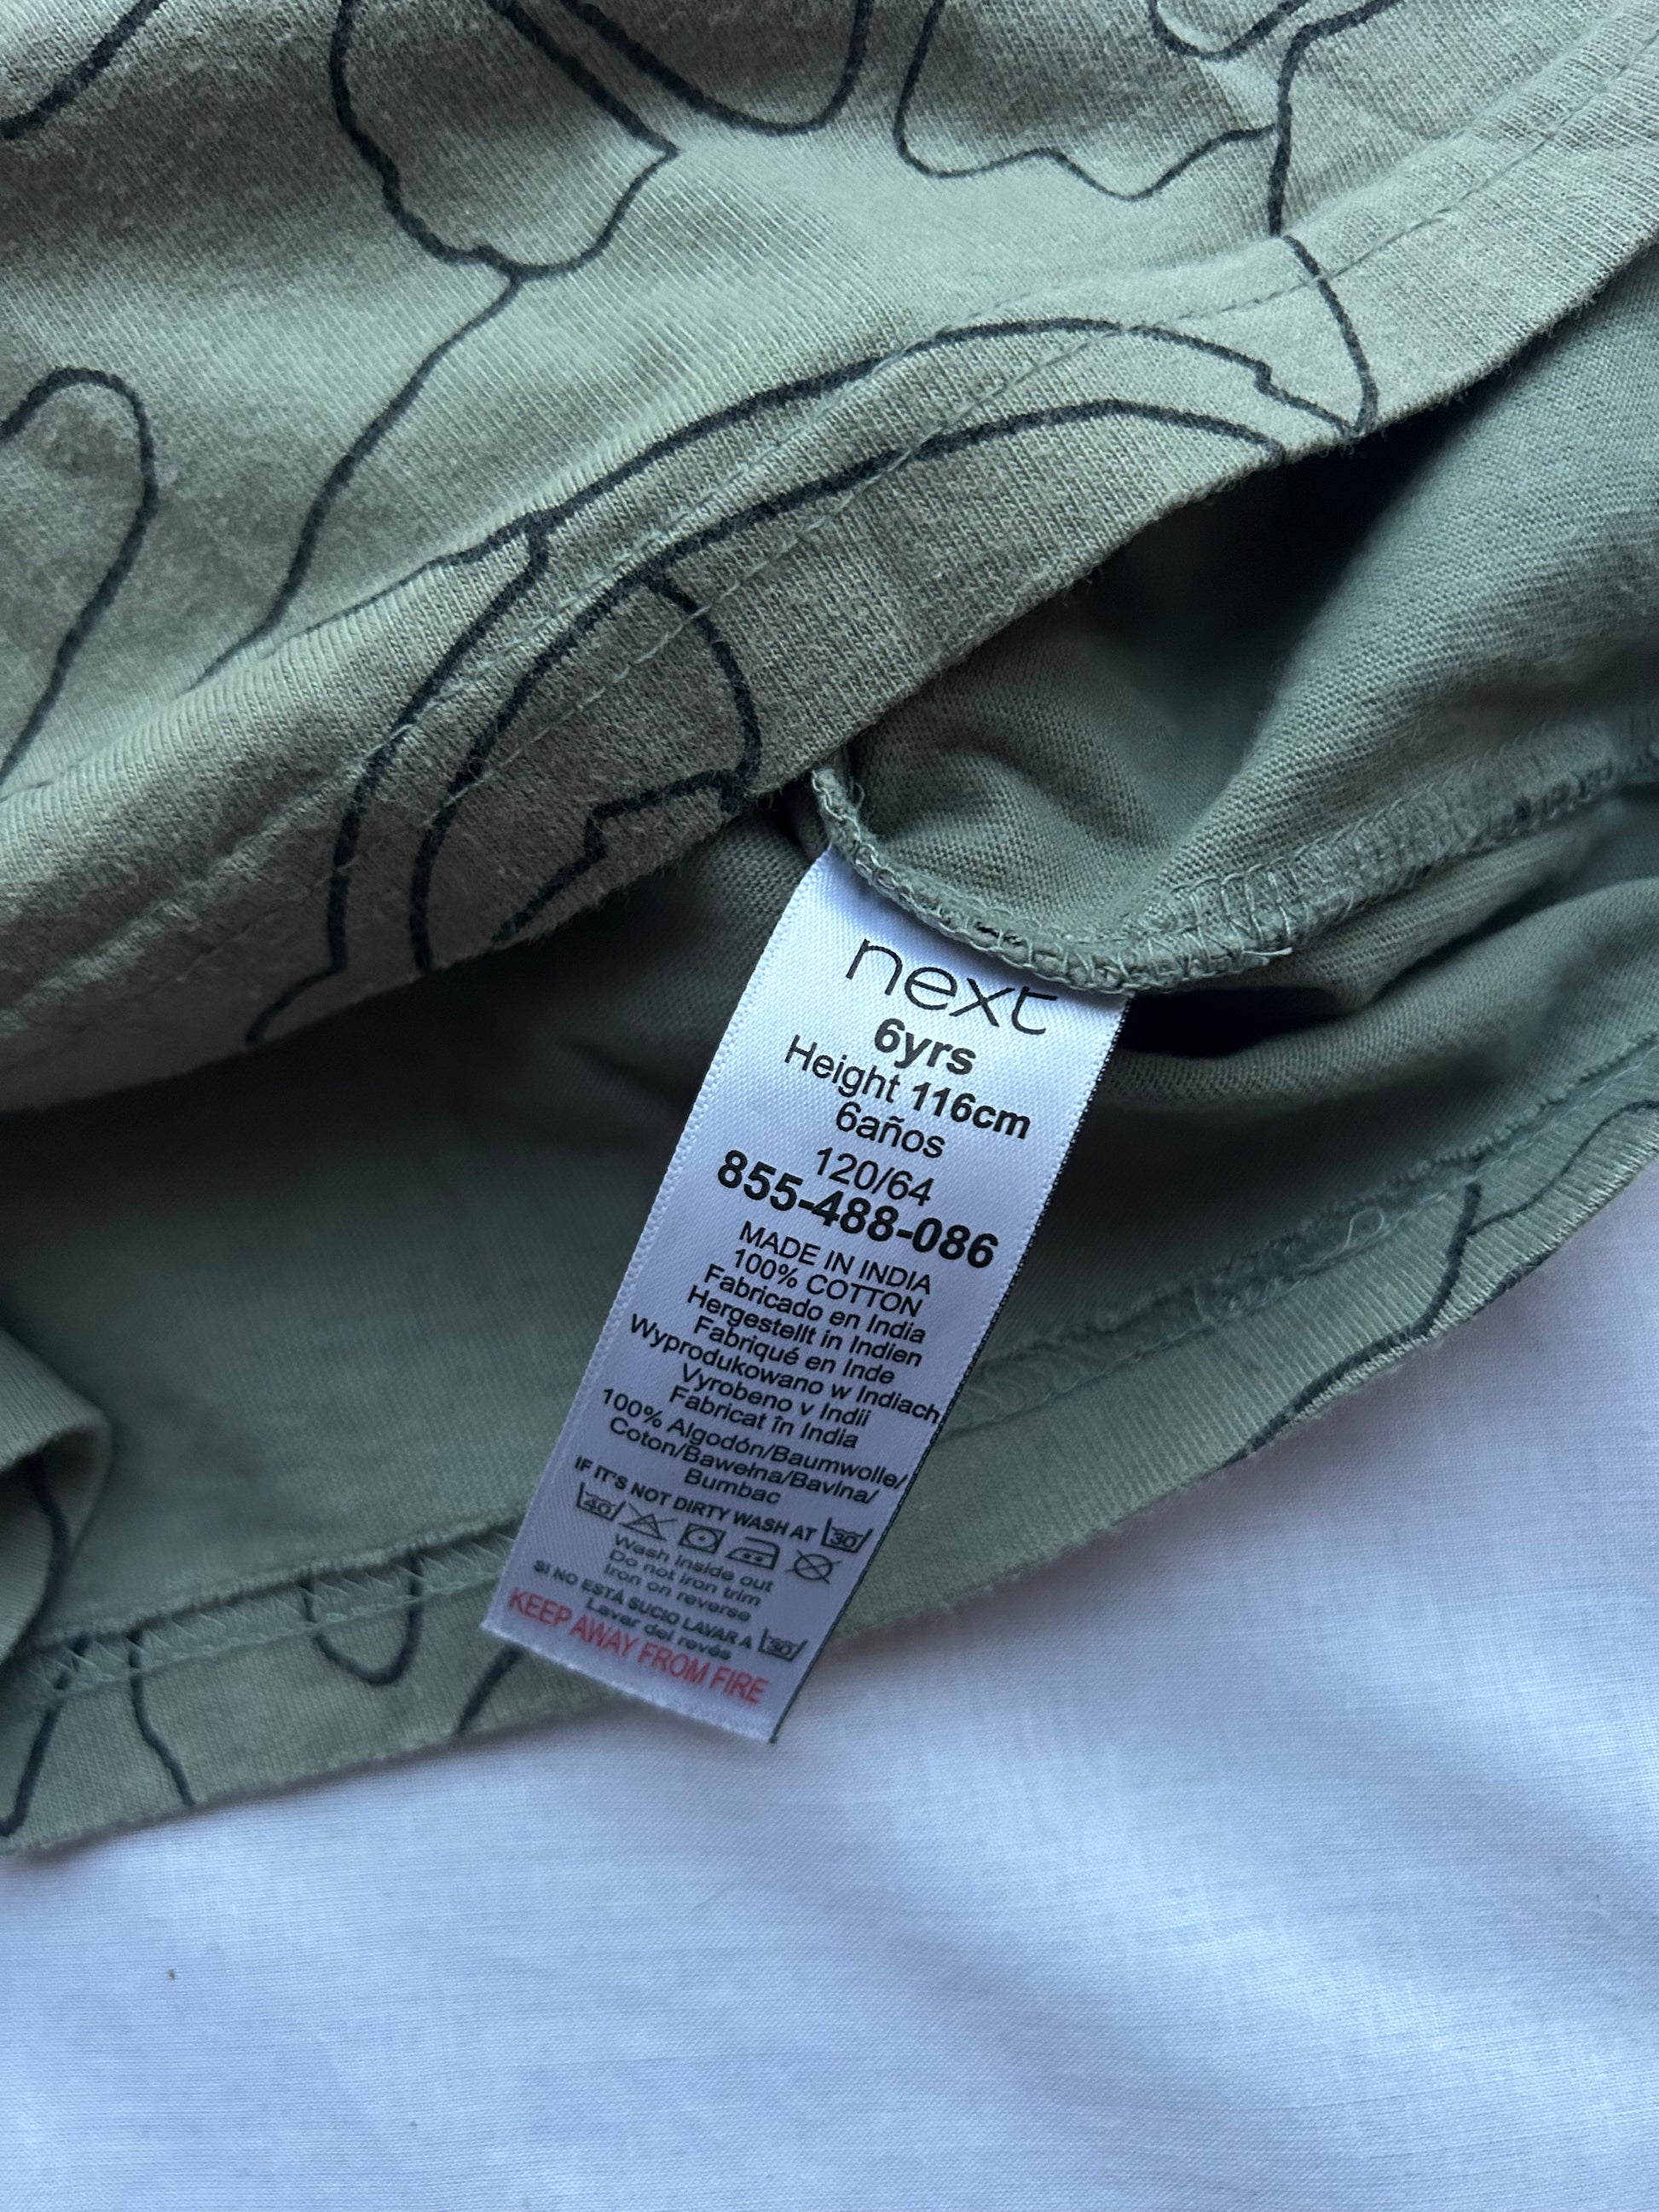 next
6yrs
Height 116cm
6años
120/64
855-488-086
MADE IN INDIA
100% COTTON
Fabricado en India
Hergestellt in Indien
Fabriqué en Inde
Wyprodukowano w Indiach
Vyrobeno v Indii
Fabricat în India
100% Algodón/Baumwolle/
Coton/Bawełna/Bavlna/
Bumbac
IF IT'S NOT DIRTY WASH AT 30
40
Wash inside out
Do not iron trim
Iron on reverse
SI NO ESTÁ SUCIO LAVAR A 30
Lavar del revés
KEEP AWAY FROM FIRE